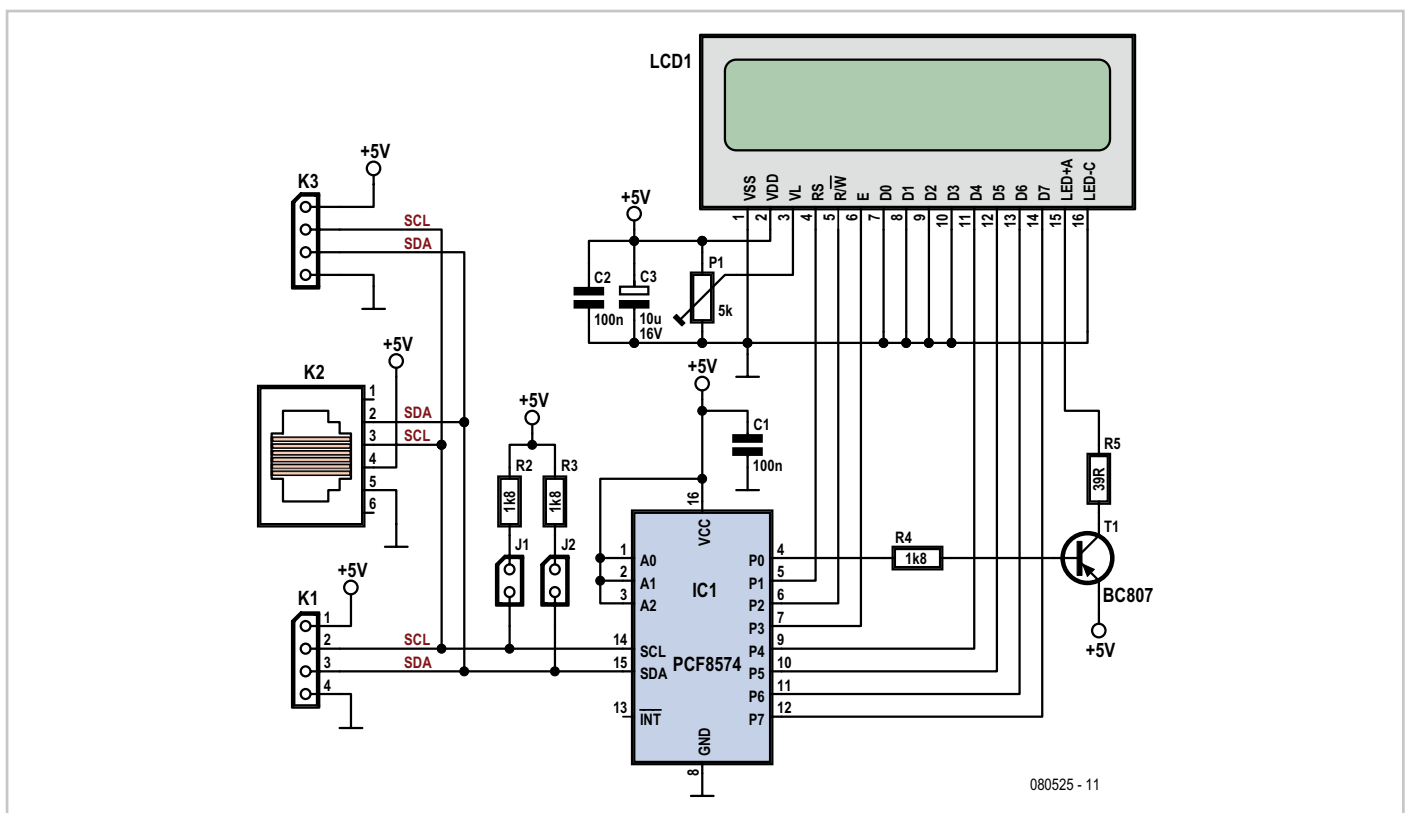 LCD1
VSS
VDD
VL
RS
R/W
E
D0
D1
D2
D3
D4
D5
D6
D7
LED+A
LED-C
1
2
3
4
5
6
7
8
9
10
11
12
13
14
15
16
K3
+5V
SCL
SDA
+5V
C2
100n
C3
10u
16V
P1
5k
K2
+5V
1
2
3
4
5
6
SDA
SCL
+5V
R2
1k8
R3
1k8
J1
J2
+5V
C1
100n
K1
+5V
1
2
3
4
SCL
SDA
16
VCC
1
2
3
14
15
13
A0
A1
A2
SCL
SDA
INT
IC1
PCF8574
P0
P1
P2
P3
P4
P5
P6
P7
4
5
6
7
9
10
11
12
GND
8
R4
1k8
R5
39R
T1
BC807
+5V
080525 - 11